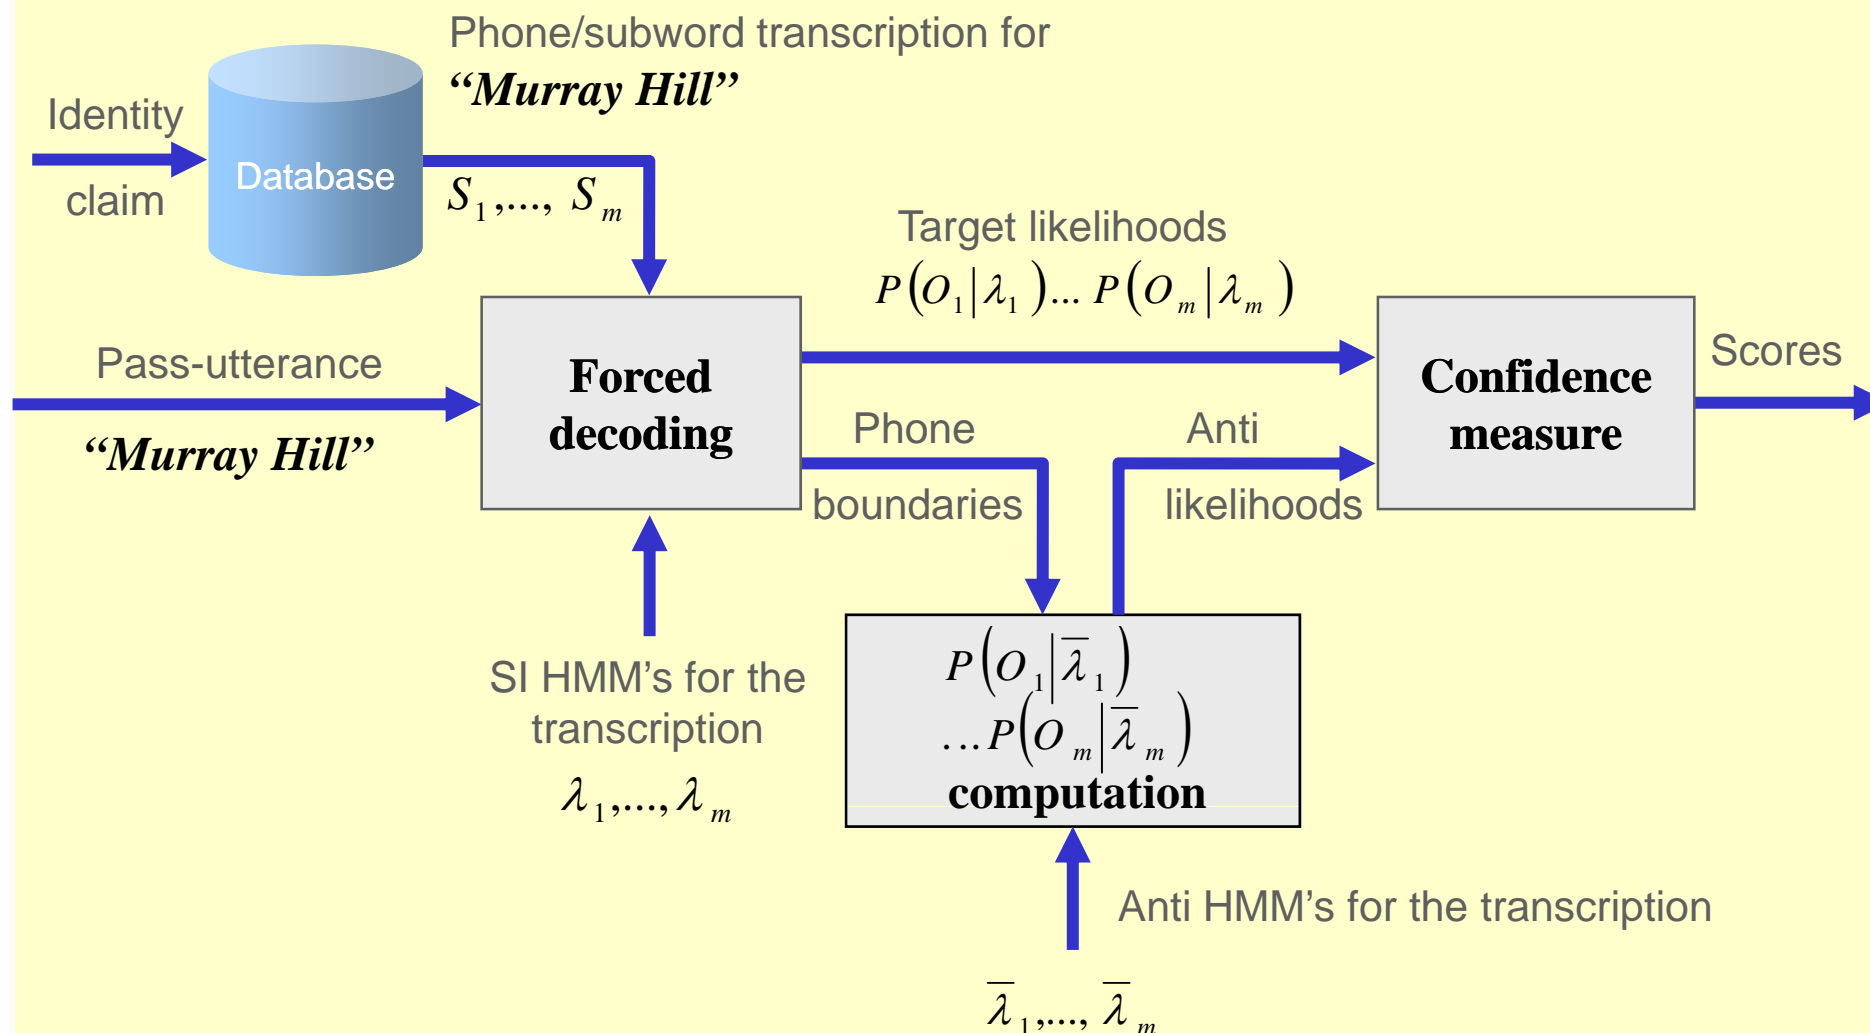 Phone/subword transcription for
“Murray Hill”
Identity
claim
Database
S₁,..., Sₘ
Target likelihoods
P(O₁|λ₁)... P(Oₘ|λₘ)
Pass-utterance
“Murray Hill”
Forced
decoding
Phone
boundaries
Anti
likelihoods
Confidence
measure
Scores
SI HMM’s for the
transcription
λ₁,..., λₘ
P(O₁|λ̅₁)
...P(Oₘ|λ̅ₘ)
computation
Anti HMM’s for the transcription
λ̅₁,..., λ̅ₘ